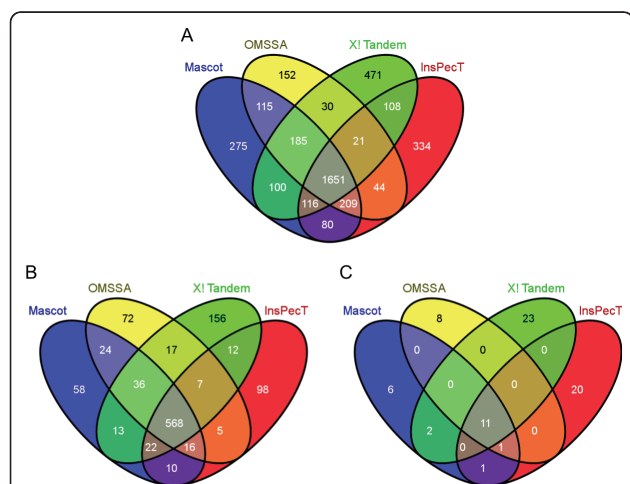 A
OMSSA X! Tandem
Mascot InsPecT
152 471
115 30 108
275 185 21 334
1651
100 44
116 209
80
B
OMSSA X! Tandem
Mascot InsPecT
72 156
24 17 12
58 36 7 98
568
13 5
22 16
10
C
OMSSA X! Tandem
Mascot InsPecT
8 23
0 0 0
6 0 0 20
11
2 0
0 1
1